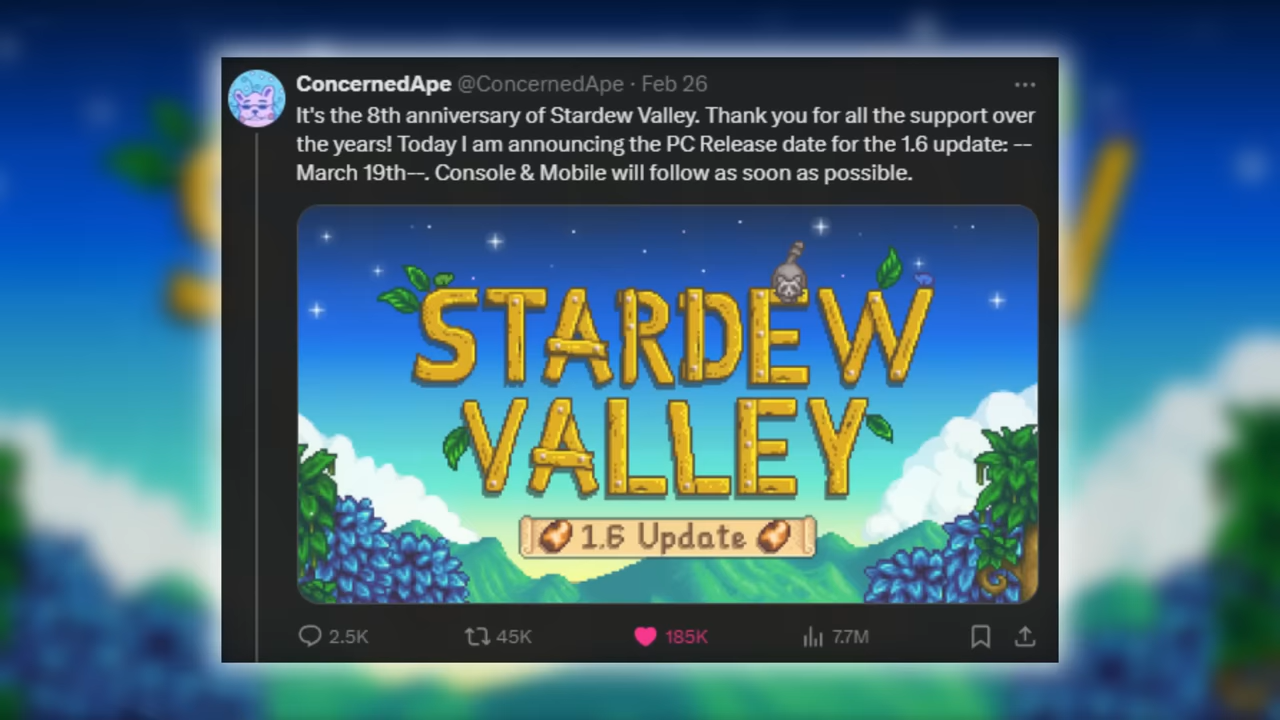 ConcernedApe @ConcernedApe · Feb 26
It's the 8th anniversary of Stardew Valley. Thank you for all the support over
the years! Today I am announcing the PC Release date for the 1.6 update: --
March 19th--. Console & Mobile will follow as soon as possible.
STARDEW
VALLEY
1.6 Update
2.5K 45K 185K 7.7M